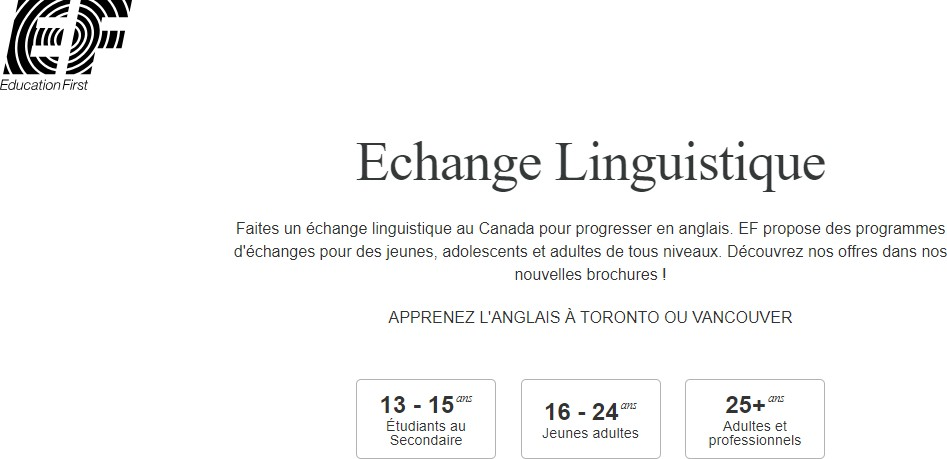 EF
Education First
Echange Linguistique
Faites un échange linguistique au Canada pour progresser en anglais. EF propose des programmes
d'échanges pour des jeunes, adolescents et adultes de tous niveaux. Découvrez nos offres dans nos
nouvelles brochures !
APPRENEZ L'ANGLAIS À TORONTO OU VANCOUVER
13 - 15 ans
Étudiants au
Secondaire
16 - 24 ans
Jeunes adultes
25+ ans
Adultes et
professionnels